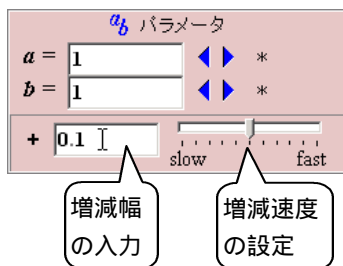 ab パラメータ
a = 1 *
b = 1 *
+ 0.1
slow fast
増減幅
の入力
増減速度
の設定